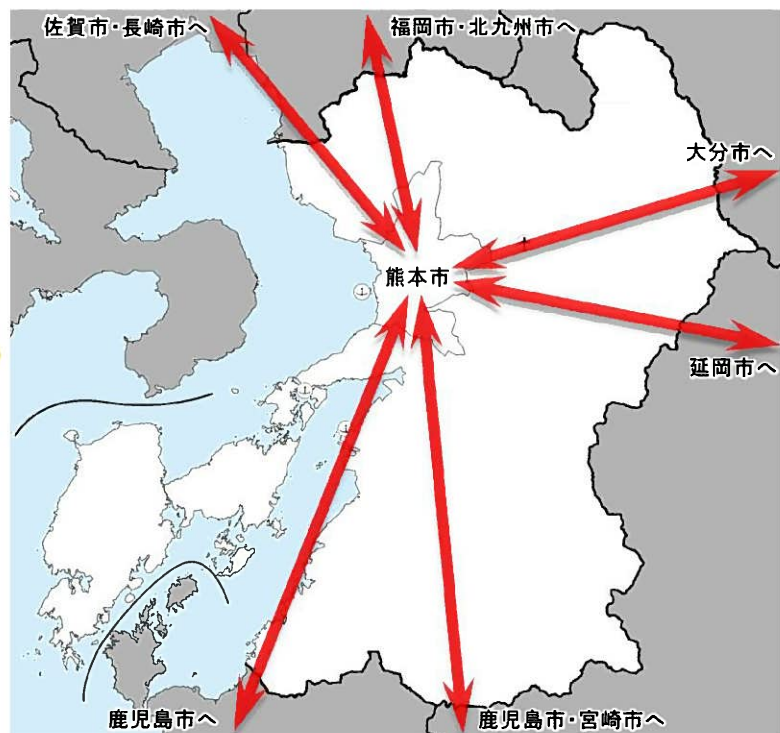 佐賀市・長崎市へ
福岡市・北九州市へ
大分市へ
熊本市
延岡市へ
鹿児島市へ
鹿児島市・宮崎市へ